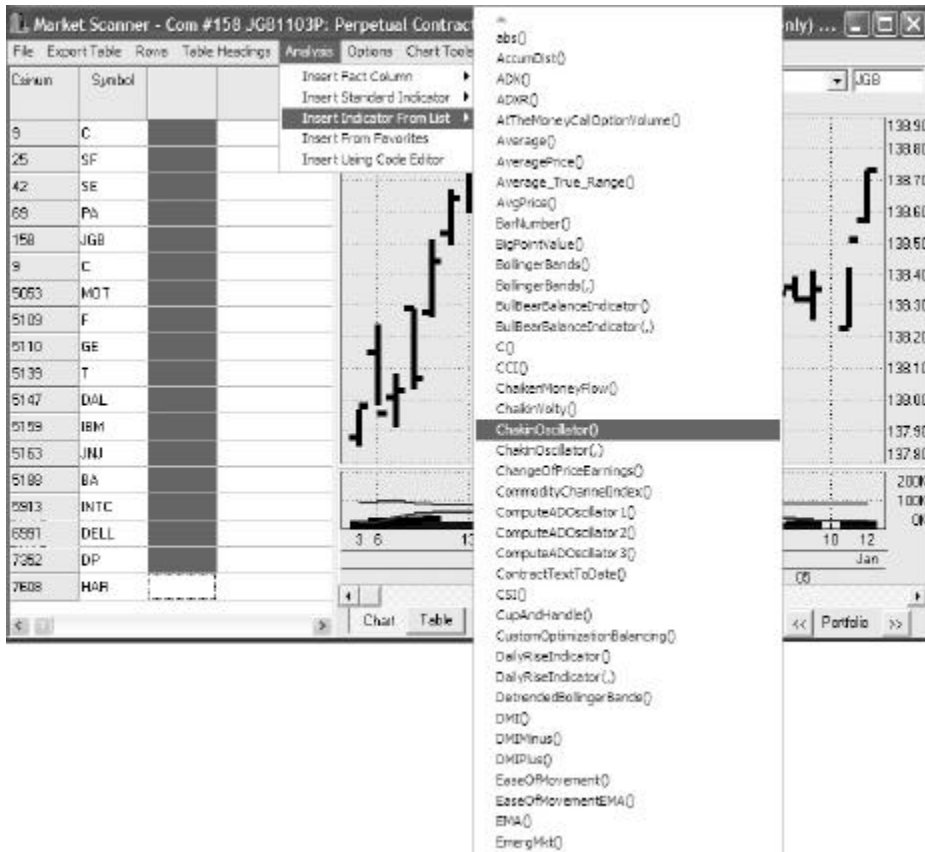 Market Scanner - Com #158 JGB1103P: Perpetual Contrac
nly) ...
File Export Table Rows Table Headings Analysis Options Chart Tools
Insert Fact Column
Insert Standard Indicator
Insert Indicator From List
Insert From Favorites
Insert Using Code Editor
JGB
Csinum Symbol
9 C
25 SF
42 SE
69 PA
158 JGB
9 C
5053 MOT
5109 F
5110 GE
5139 T
5147 DAL
5159 IBM
5163 JNJ
5188 BA
5913 INTC
6991 DELL
7352 DP
7608 HAR
abs()
AccumDist()
ADX()
ADXR()
AtTheMoneyCallOptionVolume()
Average()
AveragePrice()
Average_True_Range()
AvgPrice()
BarNumber()
BigPointValue()
BollingerBands()
BollingerBands(,)
BullBearBalanceIndicator()
BullBearBalanceIndicator(,)
C()
CCI()
ChaikenMoneyFlow()
ChaikinVolty()
ChakinOscillator()
ChakinOscillator(,)
ChangeOfPriceEarnings()
CommodityChannelIndex()
ComputeADOscillator1()
ComputeADOscillator2()
ComputeADOscillator3()
ContractTextToDate()
CSI()
CupAndHandle()
CustomOptimizationBalancing()
DailyRiseIndicator()
DailyRiseIndicator(,)
DetrendedBollingerBands()
DMI()
DMIMinus()
DMIPlus()
EaseOfMovement()
EaseOfMovementEMA()
EMA()
EmergMkt()
138.90
138.80
138.70
138.60
138.50
138.40
138.30
138.20
138.10
138.00
137.90
137.80
200K
100K
0K
3 6 13
10 12
Jan
05
Chart Table
<< Portfolio >>